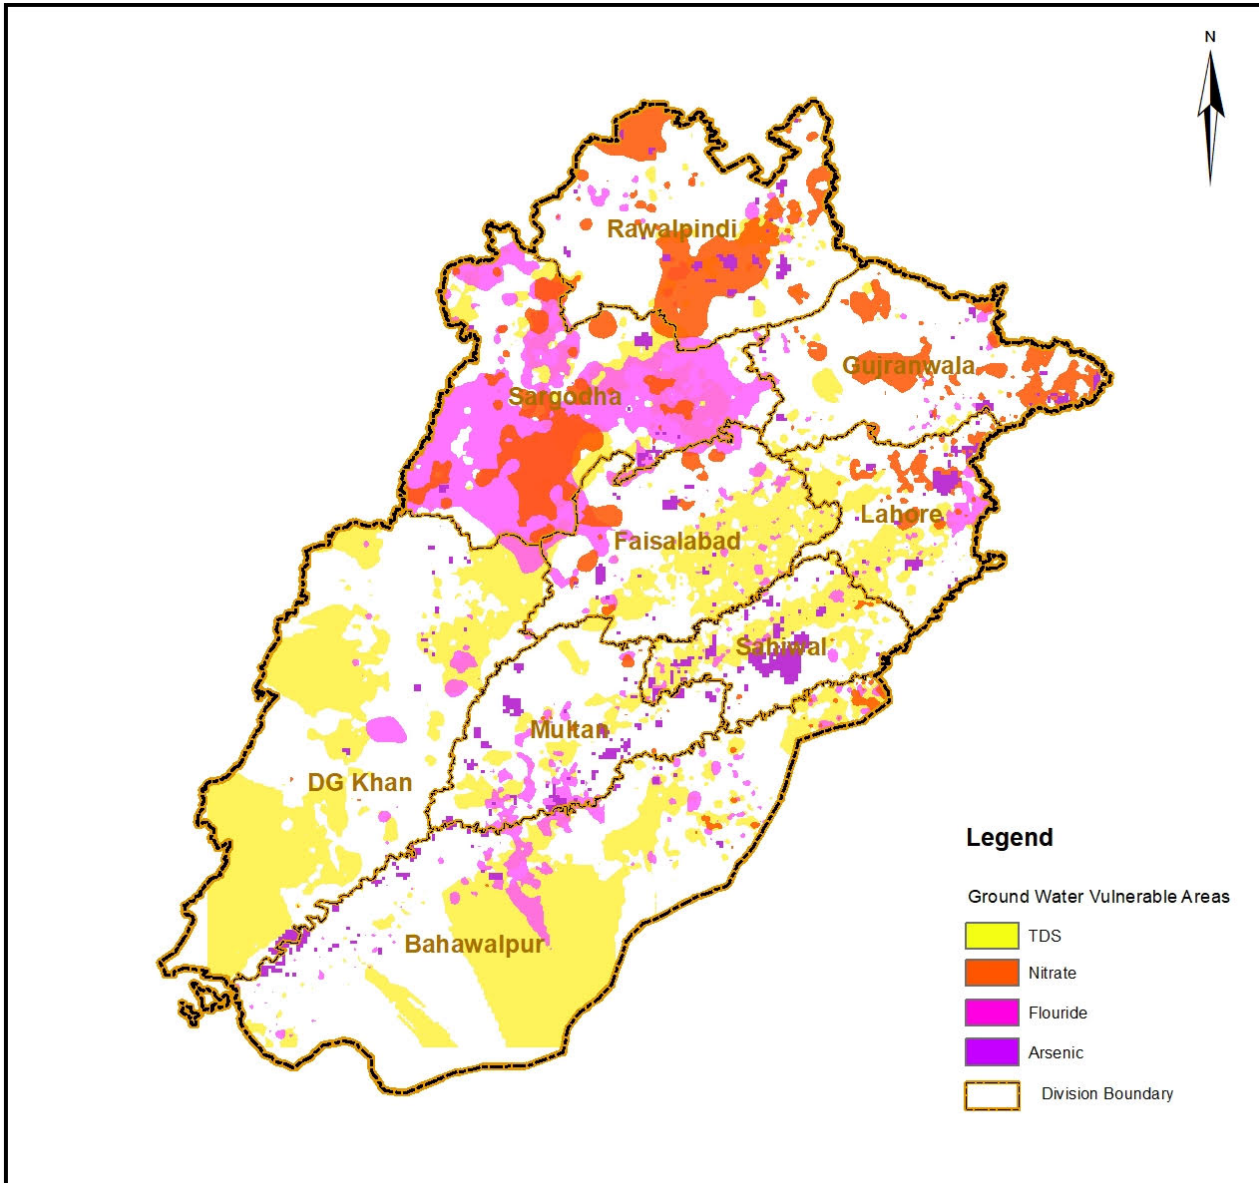 N
Rawalpindi
Gujranwala
Sargodha
Lahore
Faisalabad
Sahiwal
Multan
DG Khan
Bahawalpur
Legend
Ground Water Vulnerable Areas
TDS
Nitrate
Flouride
Arsenic
Division Boundary